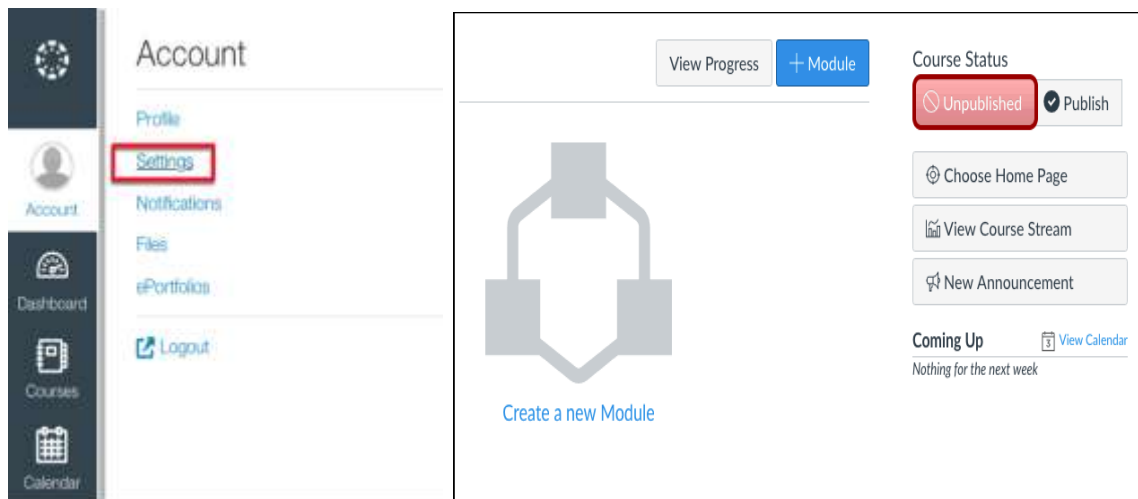 Account
Profile
Settings
Notifications
Files
ePortfolios
Logout
Account
Dashboard
Courses
Calendar
View Progress
+ Module
Create a new Module
Course Status
Unpublished
Publish
Choose Home Page
View Course Stream
New Announcement
Coming Up
3 View Calendar
Nothing for the next week